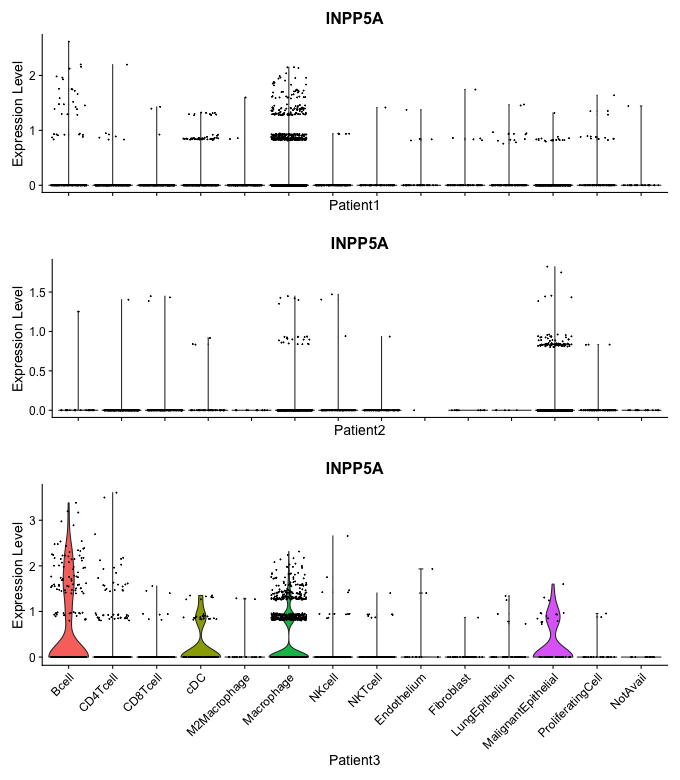 INPP5A
Expression Level
2
1
0
Patient1
INPP5A
Expression Level
1.5
1.0
0.5
0.0
Patient2
INPP5A
Expression Level
3
2
1
0
Bcell
CD4Tcell
CD8Tcell
cDC
M2Macrophage
Macrophage
NKcell
NKTcell
Endothelium
Fibroblast
LungEpithelium
MalignantEpithelial
ProliferatingCell
NotAvail
Patient3